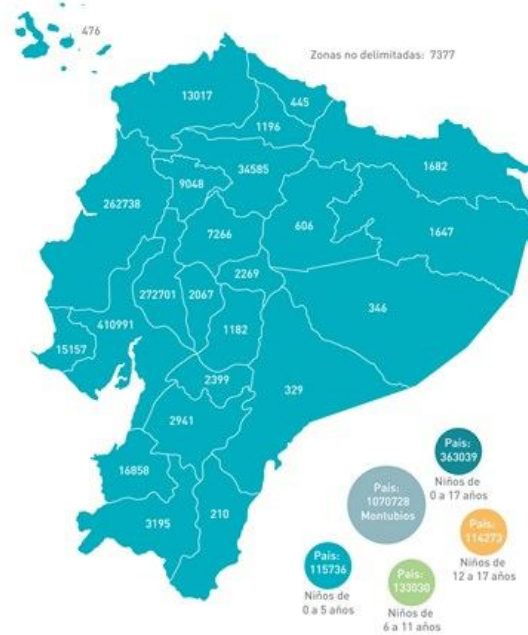 476
Zonas no delimitadas: 7377
13017
445
1196
34585
1682
9048
262738
606
7266
1647
2269
272701
2067
346
410991
1182
15157
2399
329
2941
País:
363039
Niños de
0 a 17 años
16858
País:
1070728
Montubios
210
3195
País:
114273
Niños de
12 a 17 años
País:
115736
Niños de
0 a 5 años
País:
133030
Niños de
6 a 11 años